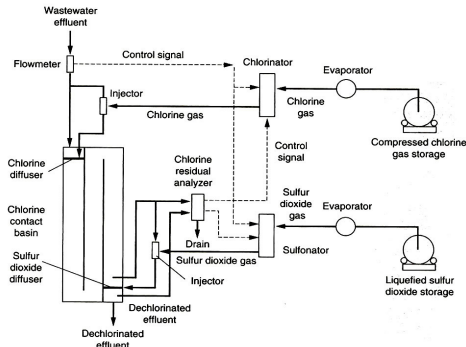 Wastewater
effluent
Flowmeter
Control signal
Chlorinator
Evaporator
Injector
Chlorine gas
Chlorine gas
Compressed chlorine
gas storage
Control
signal
Chlorine
diffuser
Chlorine
residual
analyzer
Chlorine
contact
basin
Sulfur
dioxide
gas
Evaporator
Drain
Sulfur dioxide gas
Sulfonator
Sulfur
dioxide
diffuser
Injector
Liquefied sulfur
dioxide storage
Dechlorinated
effluent
Dechlorinated
effluent